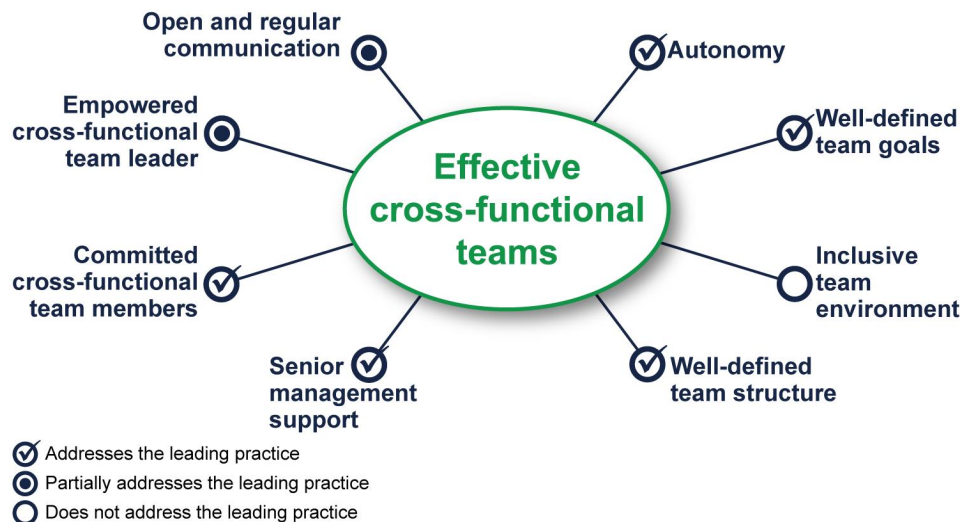 Open and regular
communication
Autonomy
Empowered
cross-functional
team leader
Well-defined
team goals
Effective
cross-functional
teams
Committed
cross-functional
team members
Inclusive
team
environment
Senior
management
support
Well-defined
team structure
Addresses the leading practice
Partially addresses the leading practice
Does not address the leading practice